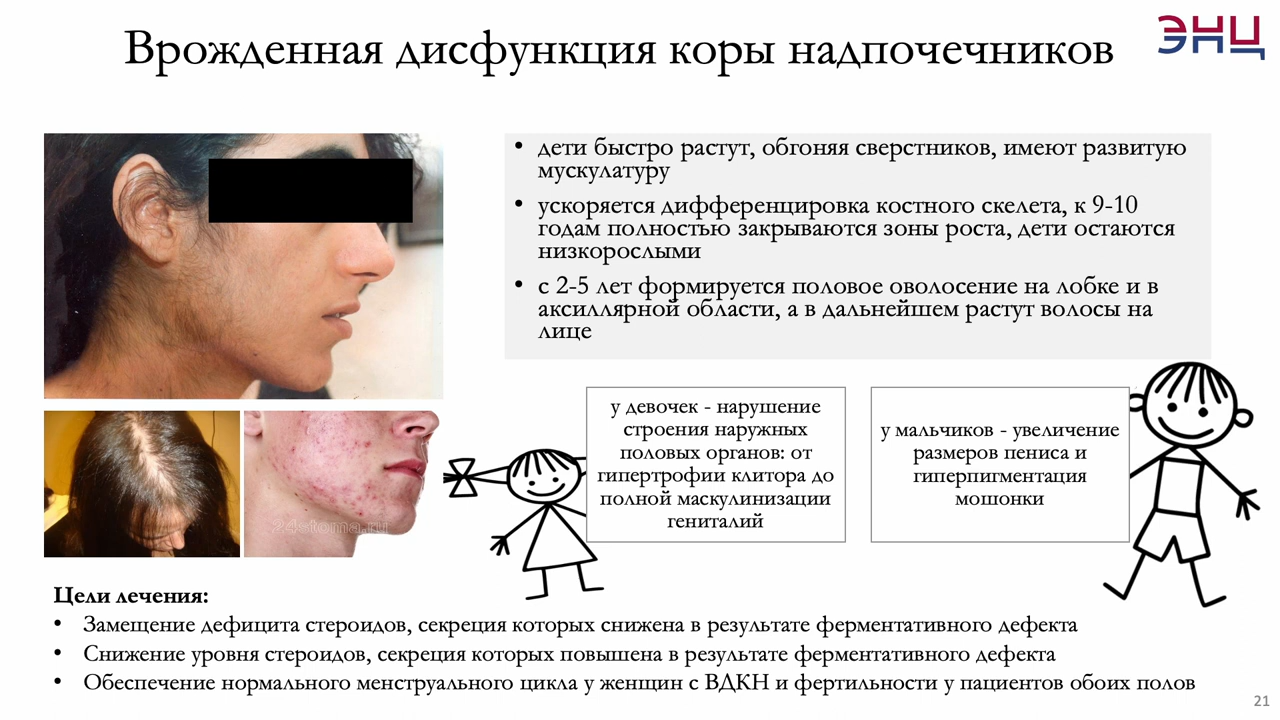 Врожденная дисфункция коры надпочечников
ЭНЦ
• дети быстро растут, обгоняя сверстников, имеют развитую
мускулатуру
• ускоряется дифференцировка костного скелета, к 9-10
годам полностью закрываются зоны роста, дети остаются
низкорослыми
• с 2-5 лет формируется половое оволосение на лобке и в
аксиллярной области, а в дальнейшем растут волосы на
лице
у девочек - нарушение
строения наружных
половых органов: от
гипертрофии клитора до
полной маскулинизации
гениталий
у мальчиков - увеличение
размеров пениса и
гиперпигментация
мошонки
24stoma.ru
Цели лечения:
• Замещение дефицита стероидов, секреция которых снижена в результате ферментативного дефекта
• Снижение уровня стероидов, секреция которых повышена в результате ферментативного дефекта
• Обеспечение нормального менструального цикла у женщин с ВДКН и фертильности у пациентов обоих полов
21